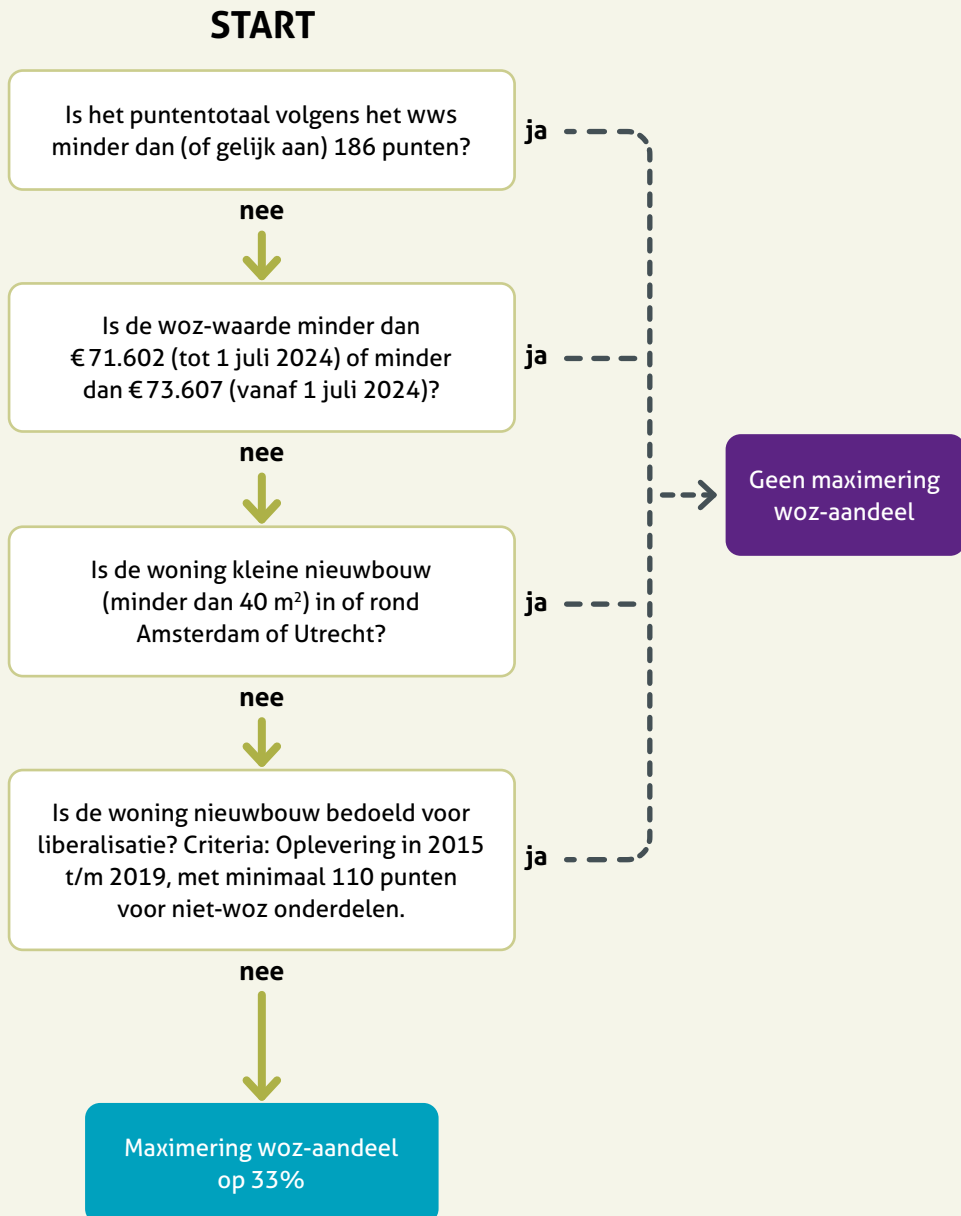 START
Is het puntentotaal volgens het wws
minder dan (of gelijk aan) 186 punten?
ja
nee
Is de woz-waarde minder dan
€ 71.602 (tot 1 juli 2024) of minder
dan € 73.607 (vanaf 1 juli 2024)?
ja
nee
Geen maximering
woz-aandeel
Is de woning kleine nieuwbouw
(minder dan 40 m²) in of rond
Amsterdam of Utrecht?
ja
nee
Is de woning nieuwbouw bedoeld voor
liberalisatie? Criteria: Oplevering in 2015
t/m 2019, met minimaal 110 punten
voor niet-woz onderdelen.
ja
nee
Maximering woz-aandeel
op 33%